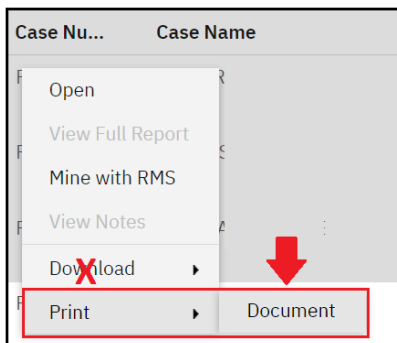 Case Nu... Case Name
Open
View Full Report
Mine with RMS
View Notes
Download
X
Print Document